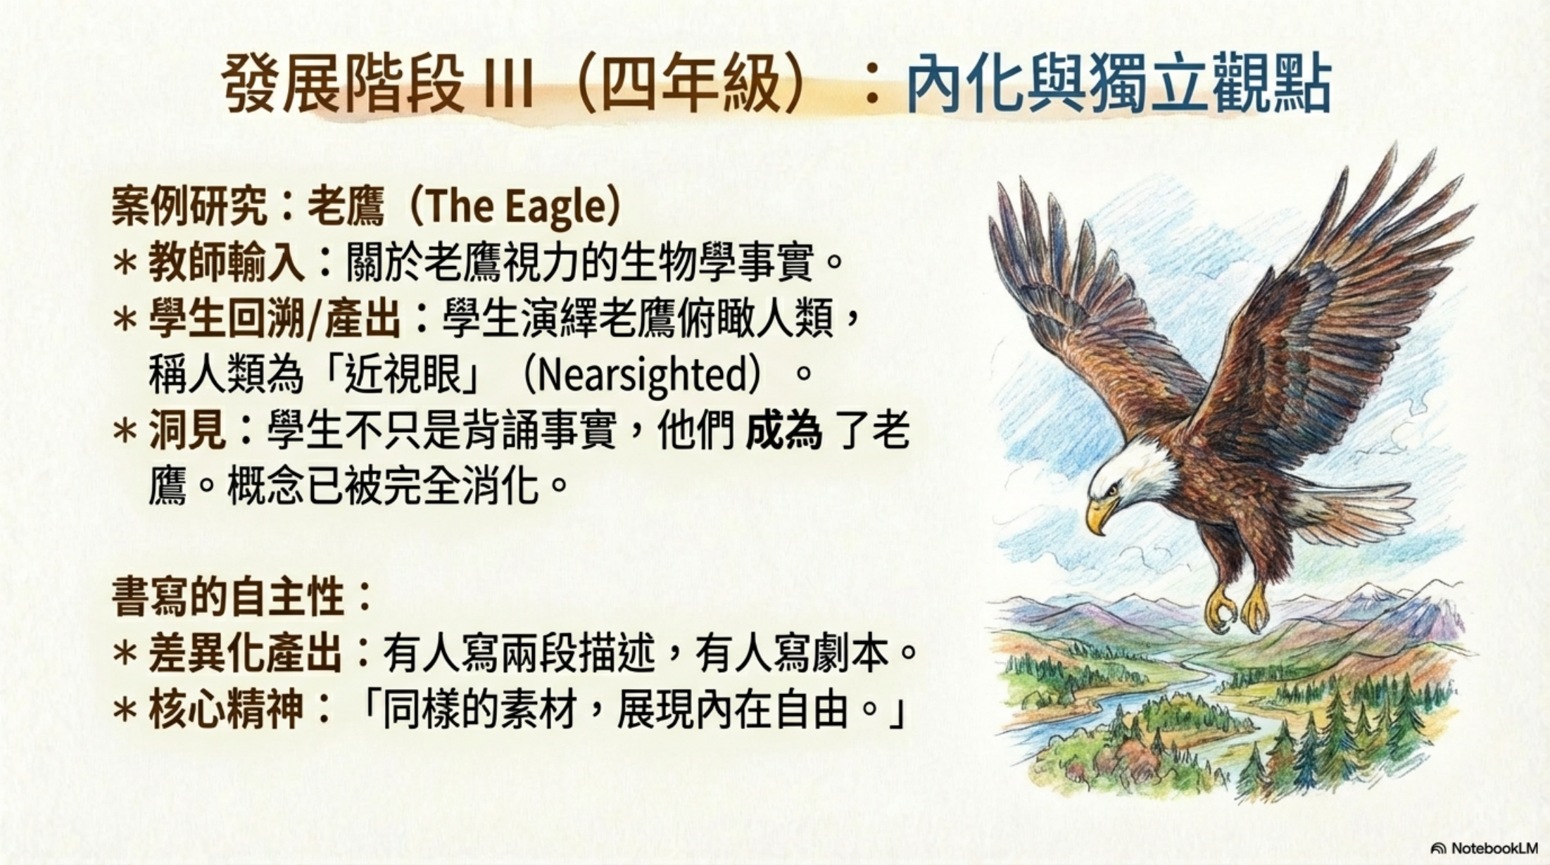 發展階段 III（四年級）：內化與獨立觀點
案例研究：老鷹（The Eagle）
* 教師輸入：關於老鷹視力的生物學事實。
* 學生回溯/產出：學生演繹老鷹俯瞰人類，
稱人類為「近視眼」（Nearsighted）。
* 洞見：學生不只是背誦事實，他們 成為 了老
鷹。概念已被完全消化。
書寫的自主性：
* 差異化產出：有人寫兩段描述，有人寫劇本。
* 核心精神：「同樣的素材，展現內在自由。」
NotebookLM